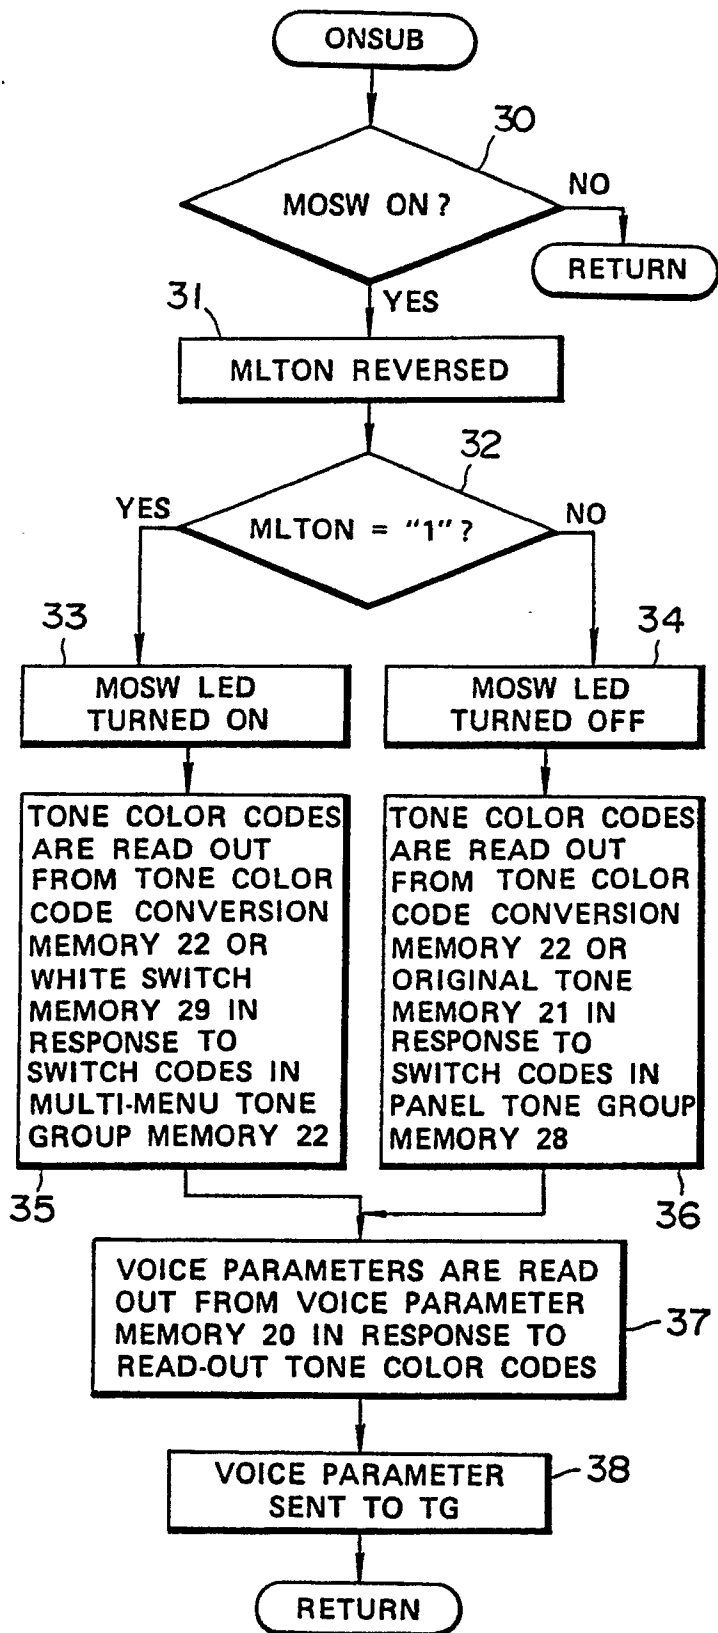 ONSUB
30
MOSW ON?
NO
RETURN
YES
31
MLTON REVERSED
32
YES
MLTON = "1"?
NO
33
MOSW LED
TURNED ON
34
MOSW LED
TURNED OFF
TONE COLOR CODES
ARE READ OUT
FROM TONE COLOR
CODE CONVERSION
MEMORY 22 OR
WHITE SWITCH
MEMORY 29 IN
RESPONSE TO
SWITCH CODES IN
MULTI-MENU TONE
GROUP MEMORY 22
35
TONE COLOR CODES
ARE READ OUT
FROM TONE COLOR
CODE CONVERSION
MEMORY 22 OR
ORIGINAL TONE
MEMORY 21 IN
RESPONSE TO
SWITCH CODES IN
PANEL TONE GROUP
MEMORY 28
36
VOICE PARAMETERS ARE READ
OUT FROM VOICE PARAMETER
MEMORY 20 IN RESPONSE TO
READ-OUT TONE COLOR CODES
37
VOICE PARAMETER
SENT TO TG
38
RETURN